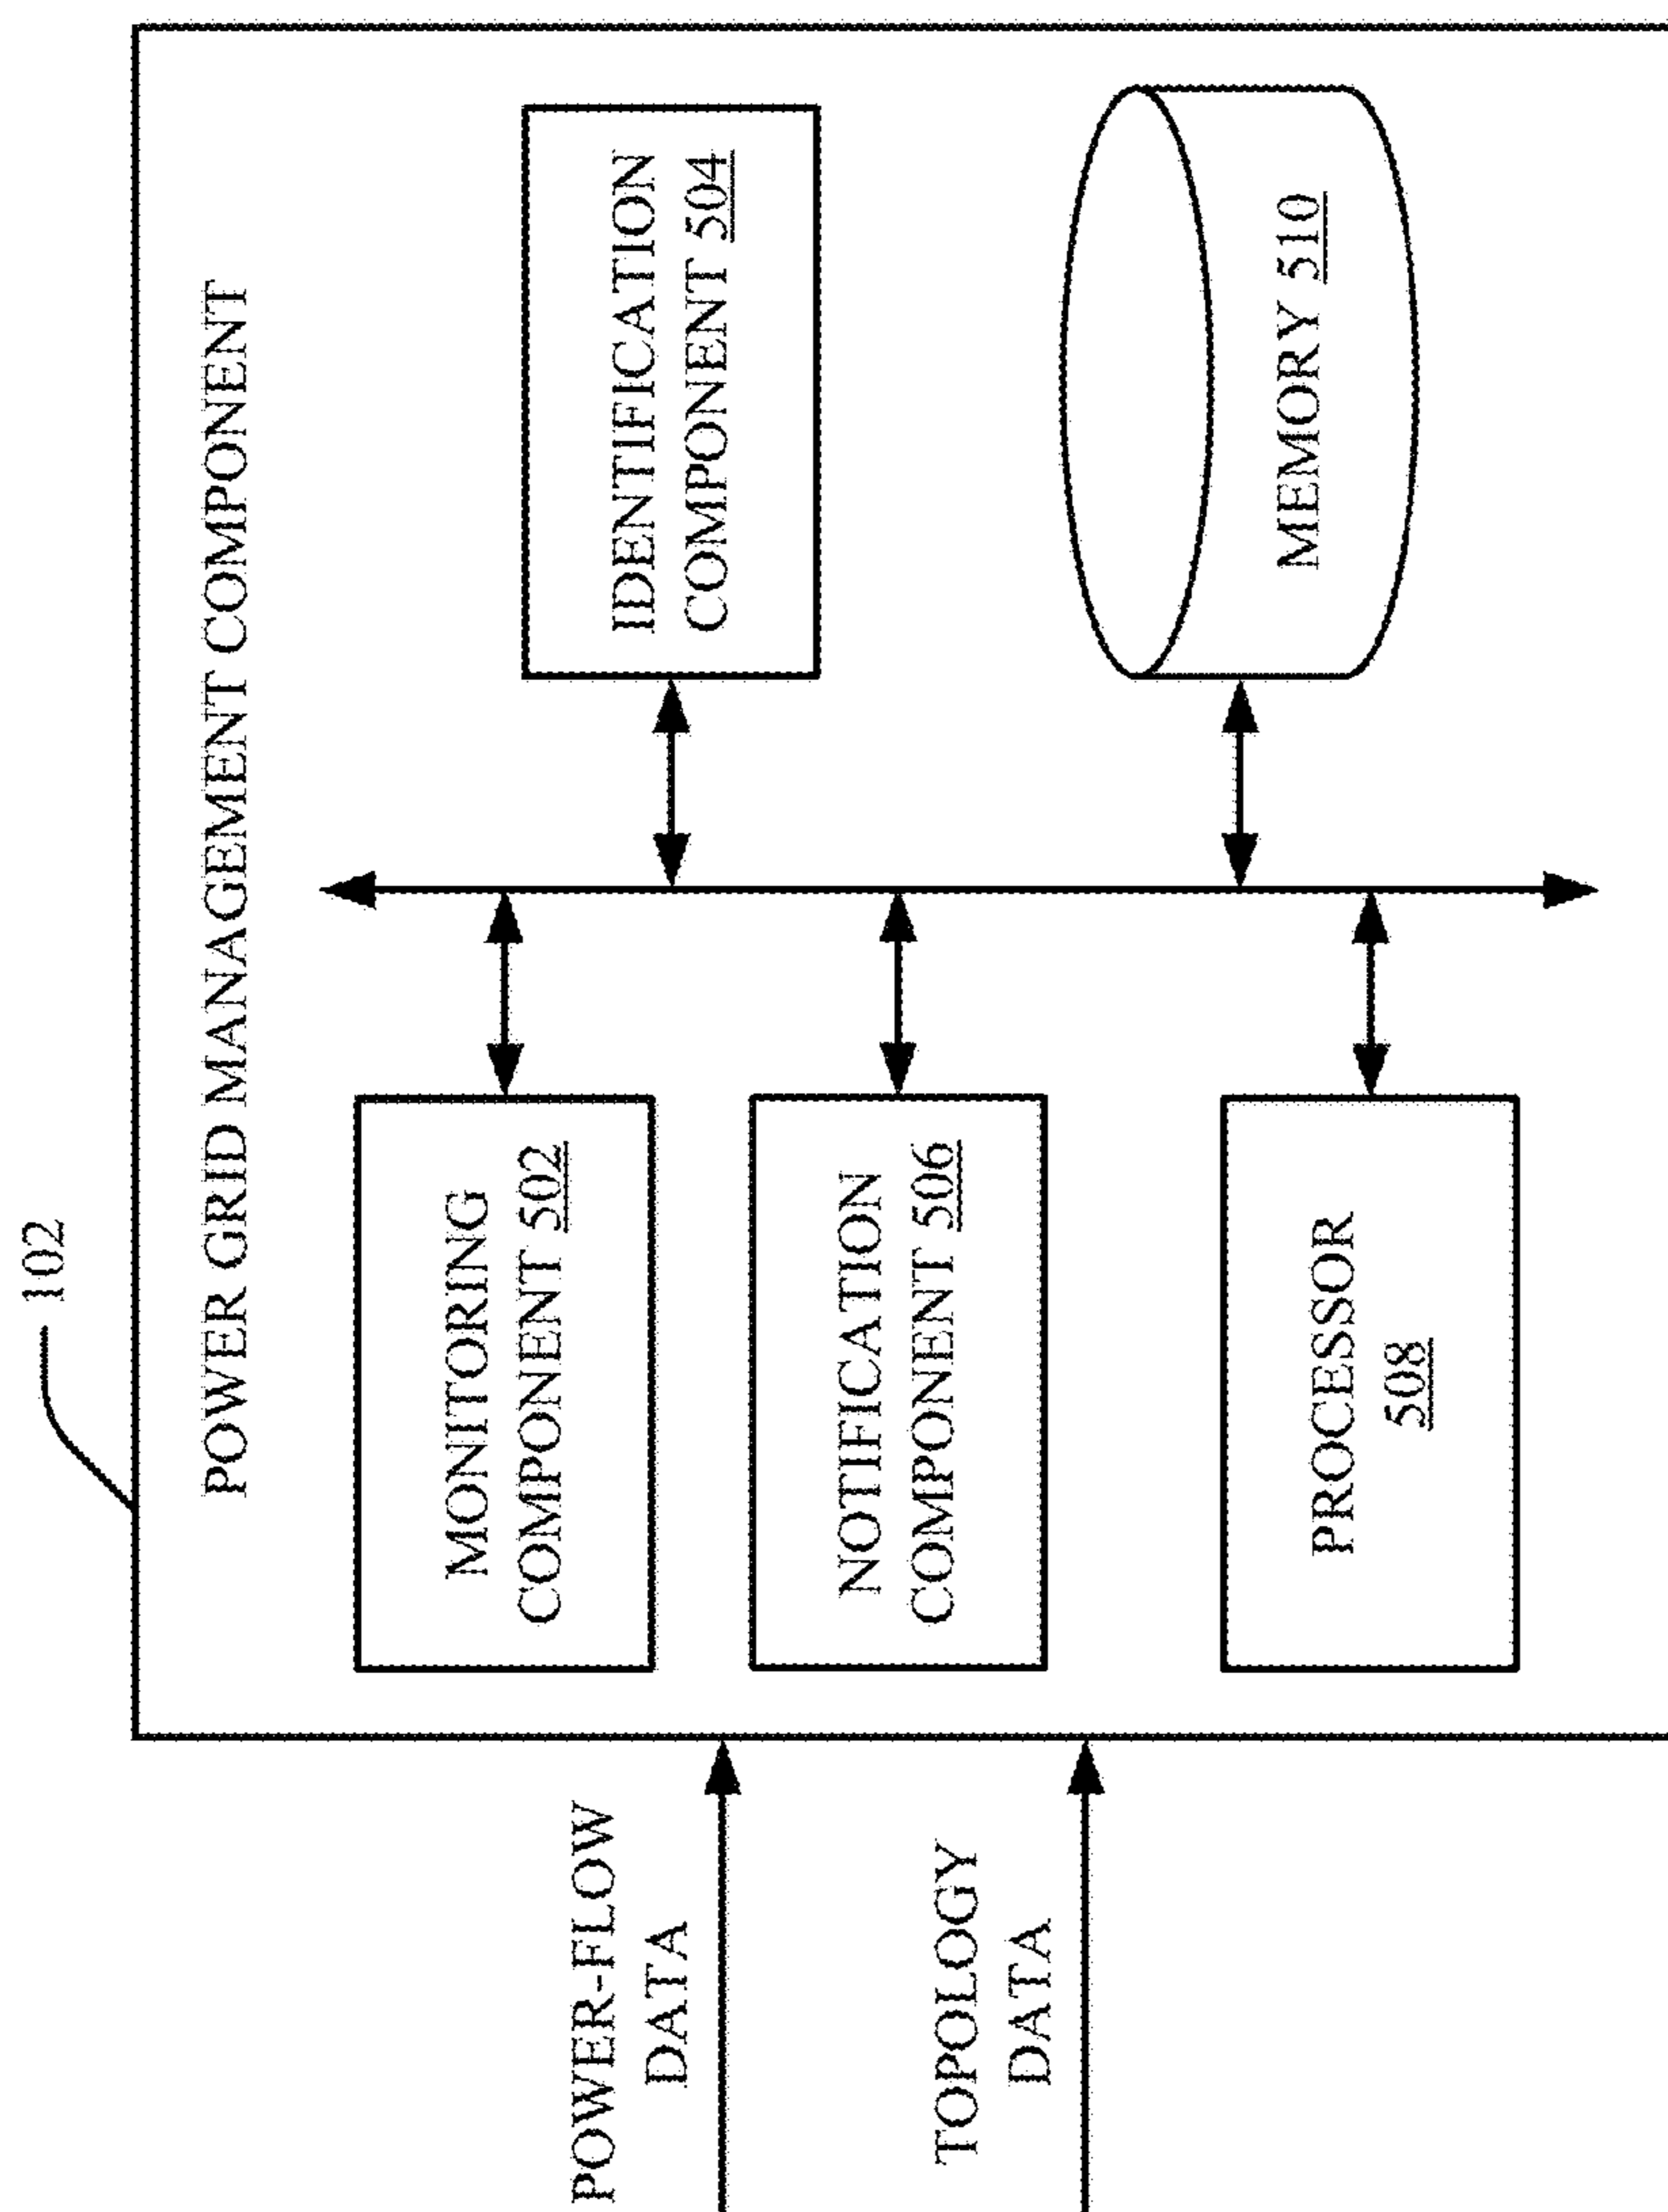 102
POWER GRID MANAGEMENT COMPONENT
MONITORING
COMPONENT 502
IDENTIFICATION
COMPONENT 504
NOTIFICATION
COMPONENT 506
PROCESSOR
508
MEMORY 510
POWER-FLOW
DATA
TOPOLOGY
DATA